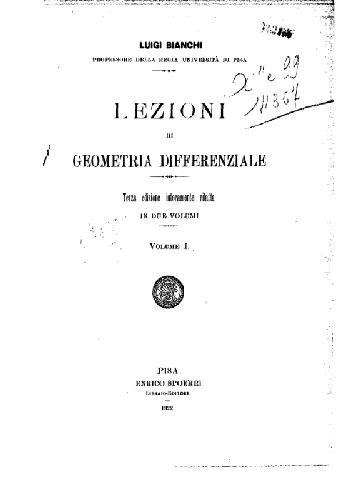 LUIGI BIANCHI
PROFESSORE DELLA REGIA UNIVERSITÀ DI PISA
LEZIONI
DI
GEOMETRIA DIFFERENZIALE
Terza edizione interamente rifatta
IN DUE VOLUMI
VOLUME I.
PISA
ENRICO SPOERRI
LIBRAIO-EDITORE